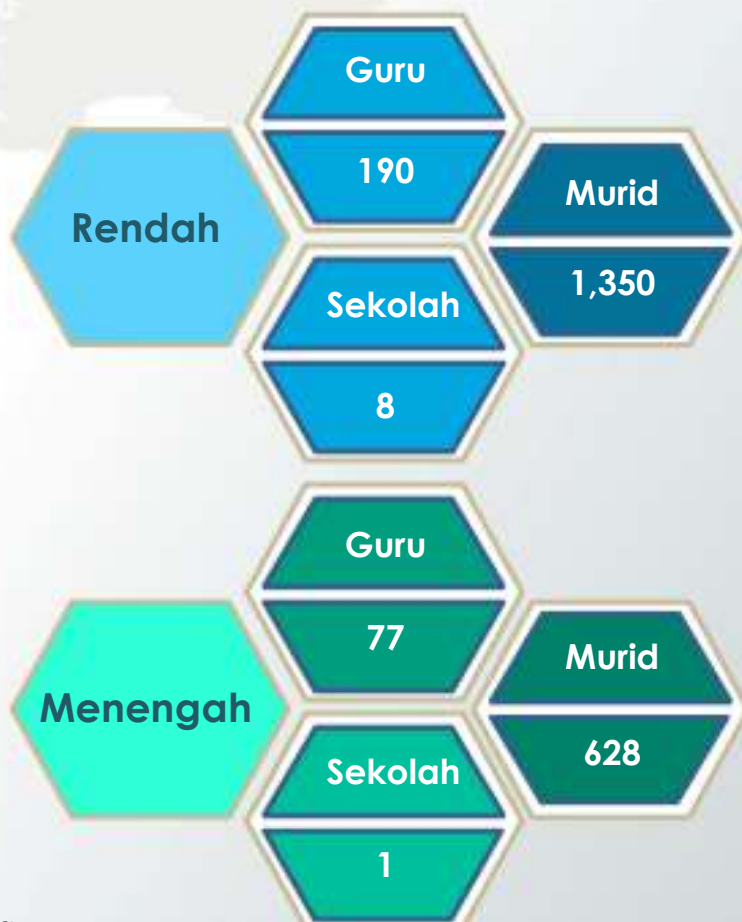 Rendah
Guru
190
Sekolah
8
Murid
1,350
Menengah
Guru
77
Sekolah
1
Murid
628